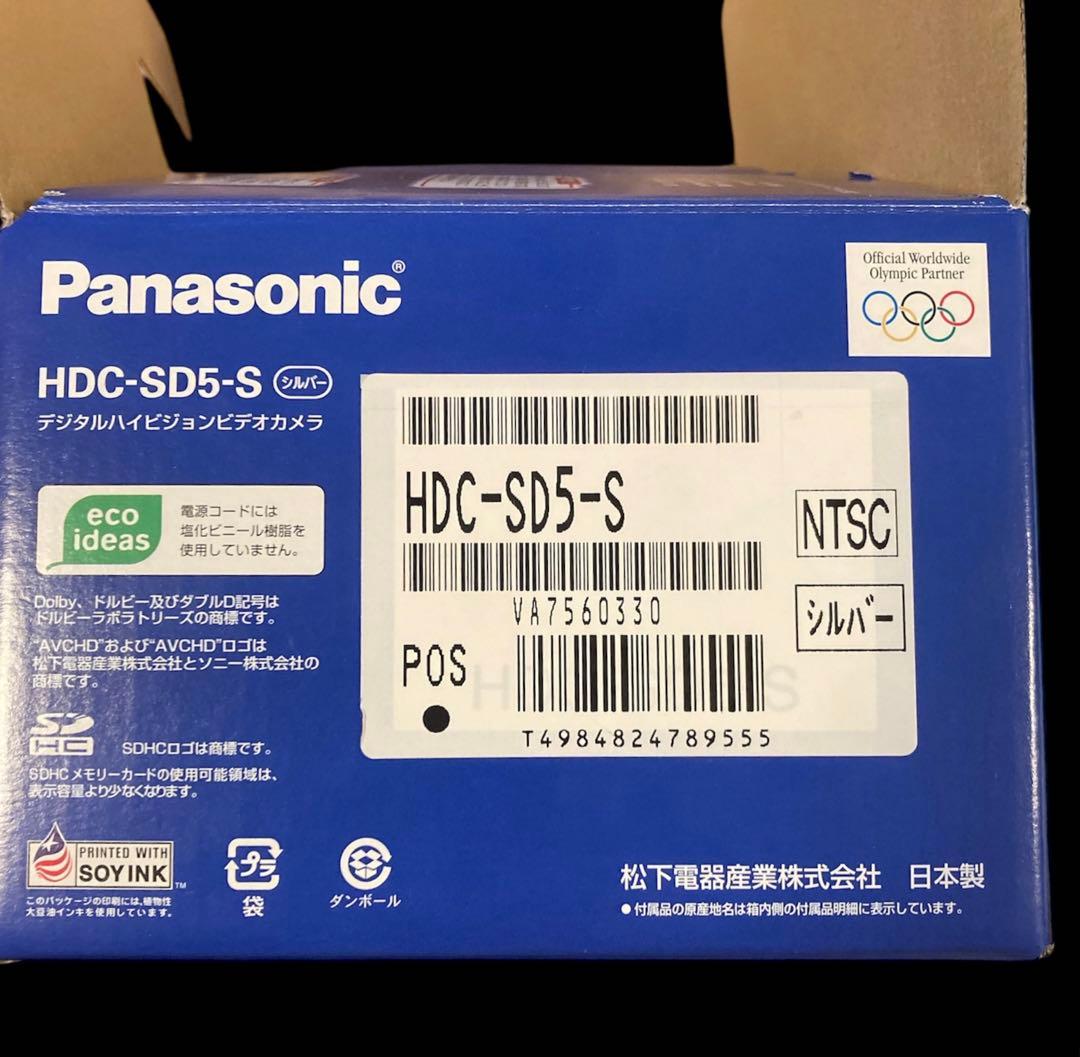 Panasonic®
Official Worldwide
Olympic Partner
HDC-SD5-S シルバー
デジタルハイビジョンビデオカメラ
eco
ideas
電源コードには
塩化ビニール樹脂を
使用していません。
Dolby、ドルビー及びダブルD記号は
ドルビーラボラトリーズの商標です。
"AVCHD"および"AVCHD"ロゴは
松下電器産業株式会社とソニー株式会社の
商標です。
SD
HC
SDHCロゴは商標です。
SDHCメモリーカードの使用可能領域は、
表示容量より少なくなります。
HDC-SD5-S
NTSC
VA7560330
シルバー
POS
T4984824789555
PRINTED WITH
SOY INK™
このパッケージの印刷には、植物性
大豆油インキを使用しています。
プラ
袋
ダンボール
松下電器産業株式会社 日本製
●付属品の原産地名は箱内側の付属品明細に表示しています。